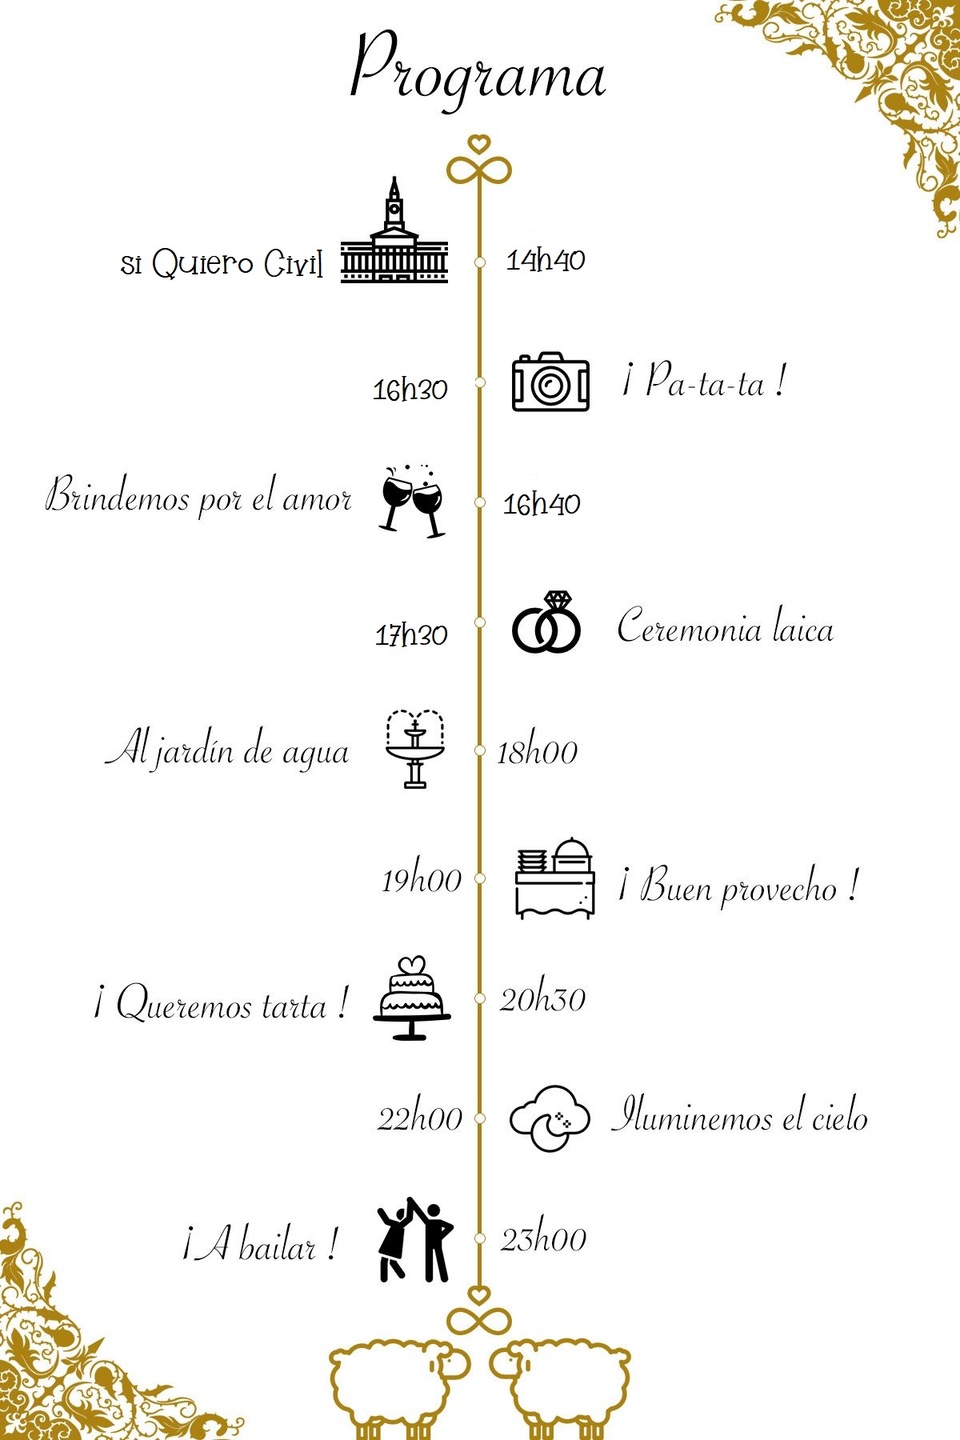 Programa
si Quiero Civil 14h40
16h30 ¡ Pa-ta-ta !
Brindemos por el amor 16h40
17h30 Ceremonia laica
Al jardín de agua 18h00
19h00 ¡ Buen provecho !
¡ Queremos tarta ! 20h30
22h00 Iluminemos el cielo
¡A bailar ! 23h00